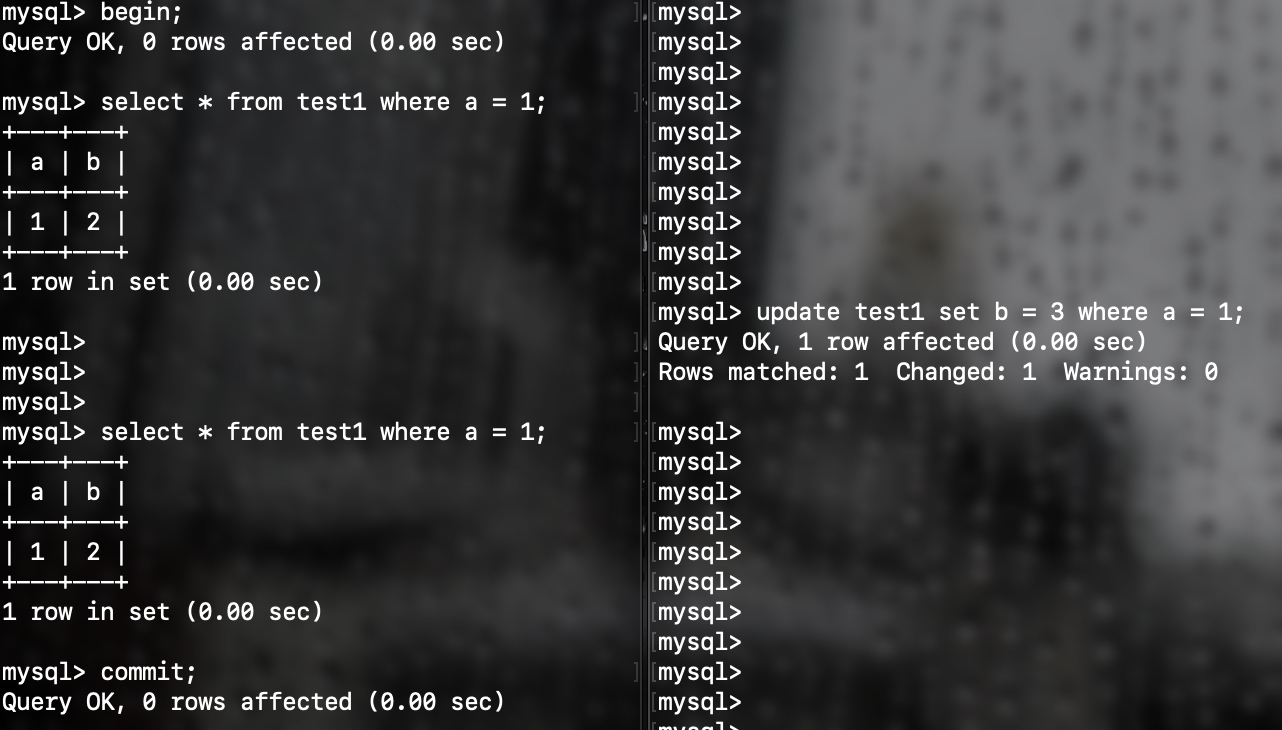 mysql> begin;
Query OK, 0 rows affected (0.00 sec)
mysql> select * from test1 where a = 1;
+---+---+
| a | b |
+---+---+
| 1 | 2 |
+---+---+
1 row in set (0.00 sec)
mysql>
mysql>
mysql>
mysql> select * from test1 where a = 1;
+---+---+
| a | b |
+---+---+
| 1 | 2 |
+---+---+
1 row in set (0.00 sec)
mysql> commit;
Query OK, 0 rows affected (0.00 sec)
mysql>
mysql>
mysql>
mysql>
mysql>
mysql>
mysql>
mysql>
mysql>
mysql>
mysql> update test1 set b = 3 where a = 1;
Query OK, 1 row affected (0.00 sec)
Rows matched: 1  Changed: 1  Warnings: 0
mysql>
mysql>
mysql>
mysql>
mysql>
mysql>
mysql>
mysql>
mysql>
mysql>
mysql>